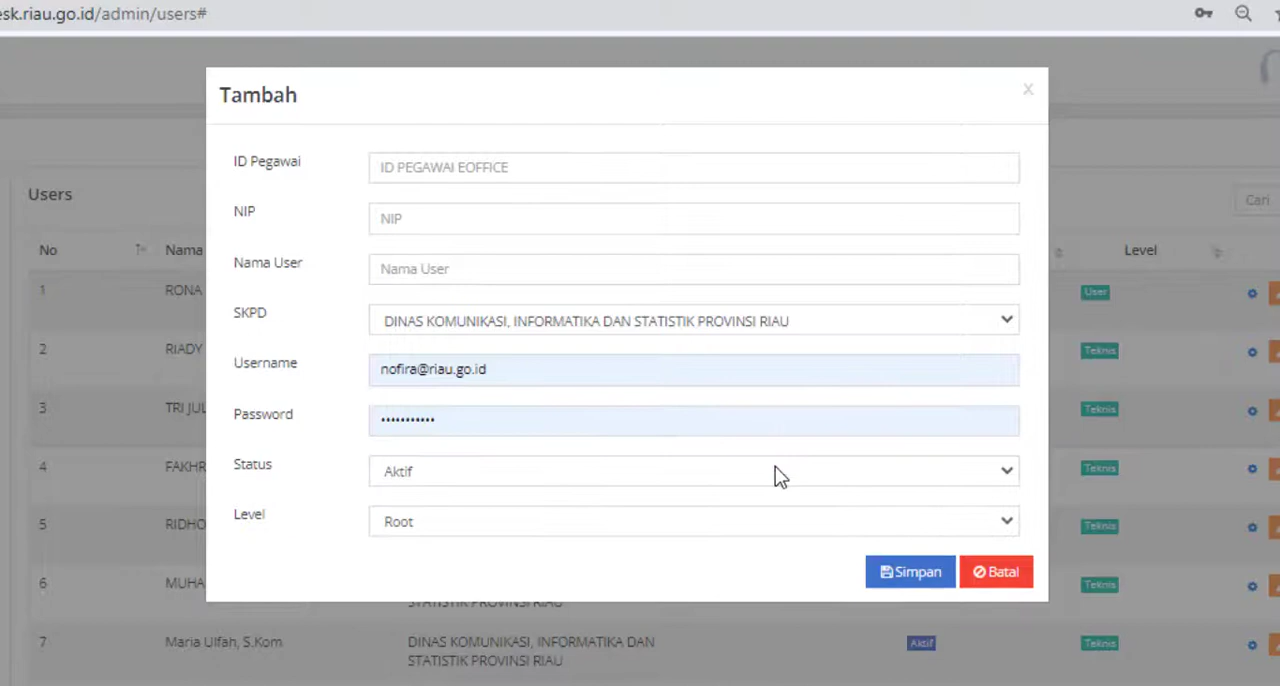 esk.riau.go.id/admin/users#
Tambah
x
ID Pegawai
ID PEGAWAI EOFFICE
NIP
NIP
Nama User
Nama User
SKPD
DINAS KOMUNIKASI, INFORMATIKA DAN STATISTIK PROVINSI RIAU
Username
nofira@riau.go.id
Password
•••••••••••
Status
Aktif
Level
Root
Simpan
Batal
Users
Cari
No
Nama
Level
1
RONA
User
2
RIADY
Teknis
3
TRI JUL
Teknis
4
FAKHR
Teknis
5
RIDHO
Teknis
6
MUHA
STATISTIK PROVINSI RIAU
Teknis
7
Maria Ulfah, S.Kom
DINAS KOMUNIKASI, INFORMATIKA DAN
STATISTIK PROVINSI RIAU
Aktif
Teknis